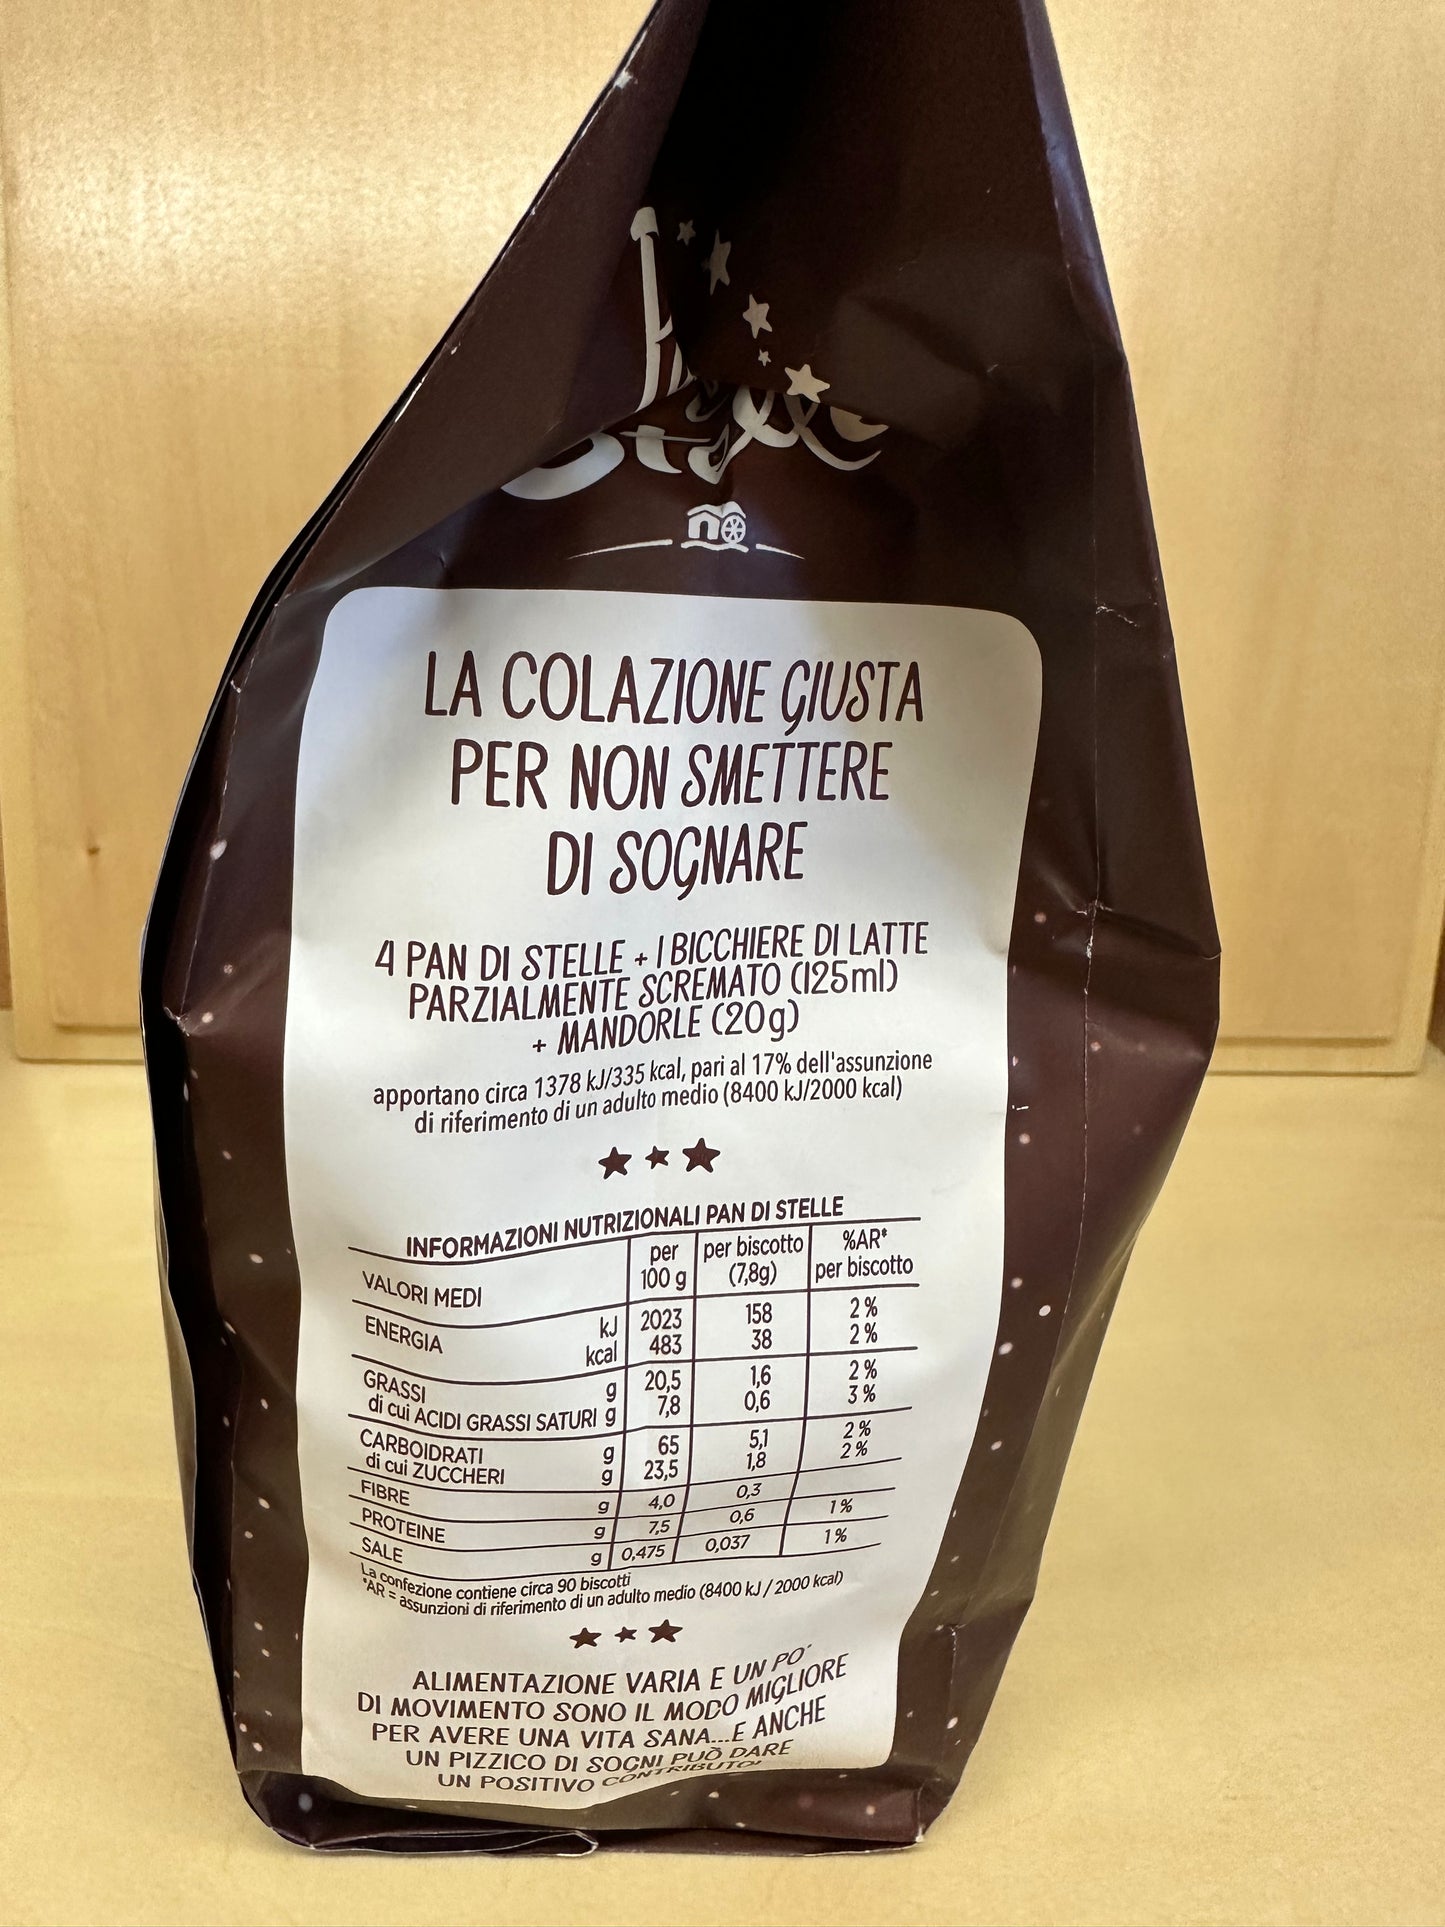 Stelle
LA COLAZIONE GIUSTA
PER NON SMETTERE
DI SOGNARE
4 PAN DI STELLE + 1 BICCHIERE DI LATTE
PARZIALMENTE SCREMATO (125ml)
+ MANDORLE (20g)
apportano circa 1378 kJ/335 kcal, pari al 17% dell'assunzione
di riferimento di un adulto medio (8400 kJ/2000 kcal)
INFORMAZIONI NUTRIZIONALI PAN DI STELLE
VALORI MEDI per 100 g per biscotto (7,8g) %AR* per biscotto
ENERGIA kJ 2023 158 2%
kcal 483 38 2%
GRASSI g 20,5 1,6 2%
di cui ACIDI GRASSI SATURI g 7,8 0,6 3%
CARBOIDRATI g 65 5,1 2%
di cui ZUCCHERI g 23,5 1,8 2%
FIBRE g 4,0 0,3
PROTEINE g 7,5 0,6 1%
SALE g 0,475 0,037 1%
La confezione contiene circa 90 biscotti
*AR = assunzioni di riferimento di un adulto medio (8400 kJ / 2000 kcal)
ALIMENTAZIONE VARIA E UN PO'
DI MOVIMENTO SONO IL MODO MIGLIORE
PER AVERE UNA VITA SANA...E ANCHE
UN PIZZICO DI SOGNI PUÒ DARE
UN POSITIVO CONTRIBUTO!